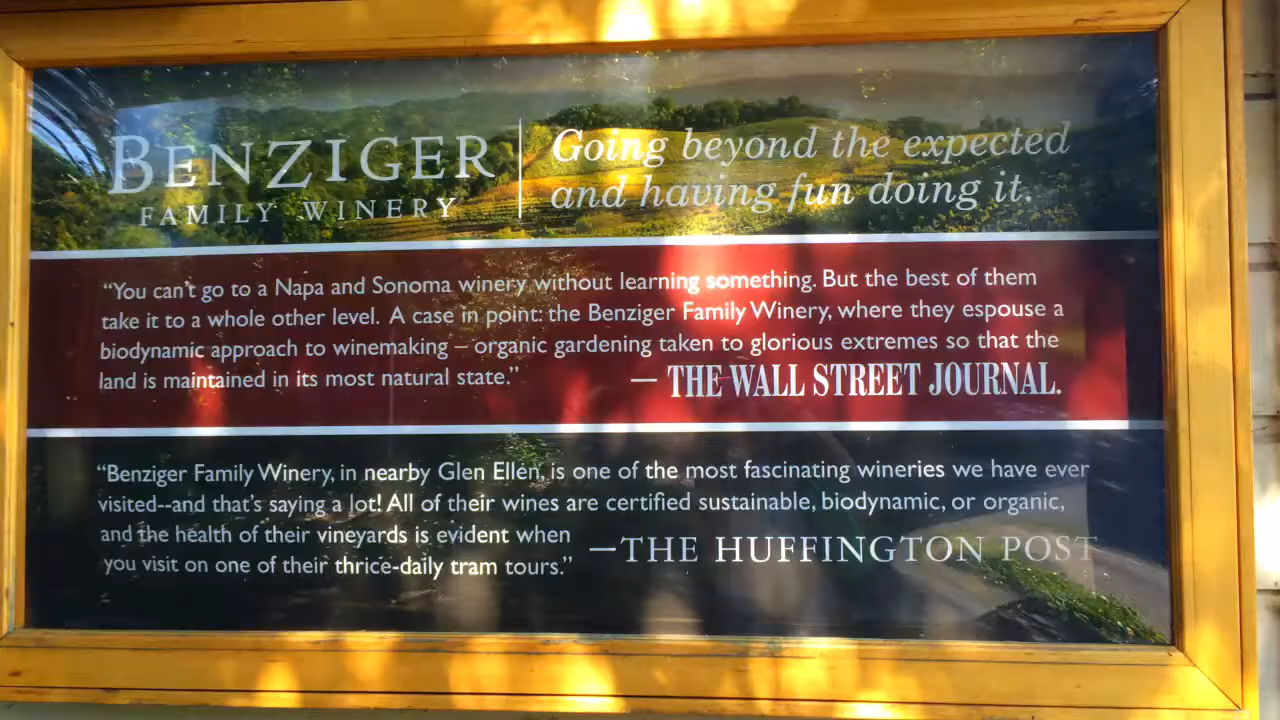 BENZIGER
FAMILY WINERY
Going beyond the expected
and having fun doing it.
“You can’t go to a Napa and Sonoma winery without learning something. But the best of them
take it to a whole other level. A case in point: the Benziger Family Winery, where they espouse a
biodynamic approach to winemaking – organic gardening taken to glorious extremes so that the
land is maintained in its most natural state.”
— THE WALL STREET JOURNAL.
“Benziger Family Winery, in nearby Glen Ellen, is one of the most fascinating wineries we have ever
visited--and that’s saying a lot! All of their wines are certified sustainable, biodynamic, or organic,
and the health of their vineyards is evident when
you visit on one of their thrice-daily tram tours.”
—THE HUFFINGTON POST